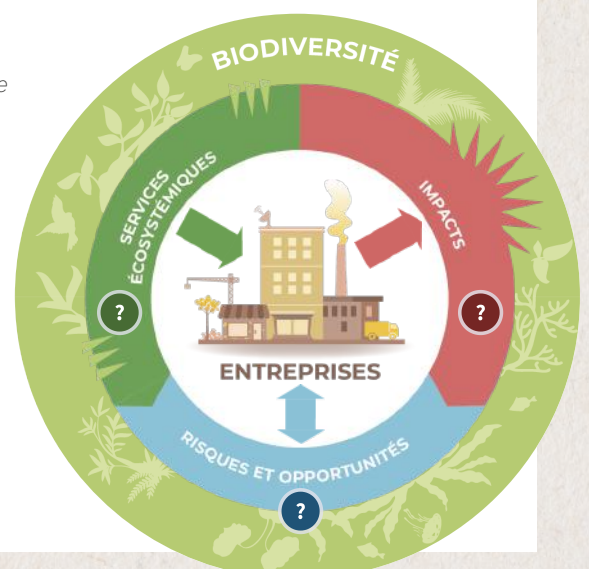 e
BIODIVERSITÉ
SERVICES
ÉCOSYSTÉMIQUES
IMPACTS
?
?
ENTREPRISES
RISQUES ET OPPORTUNITÉS
?